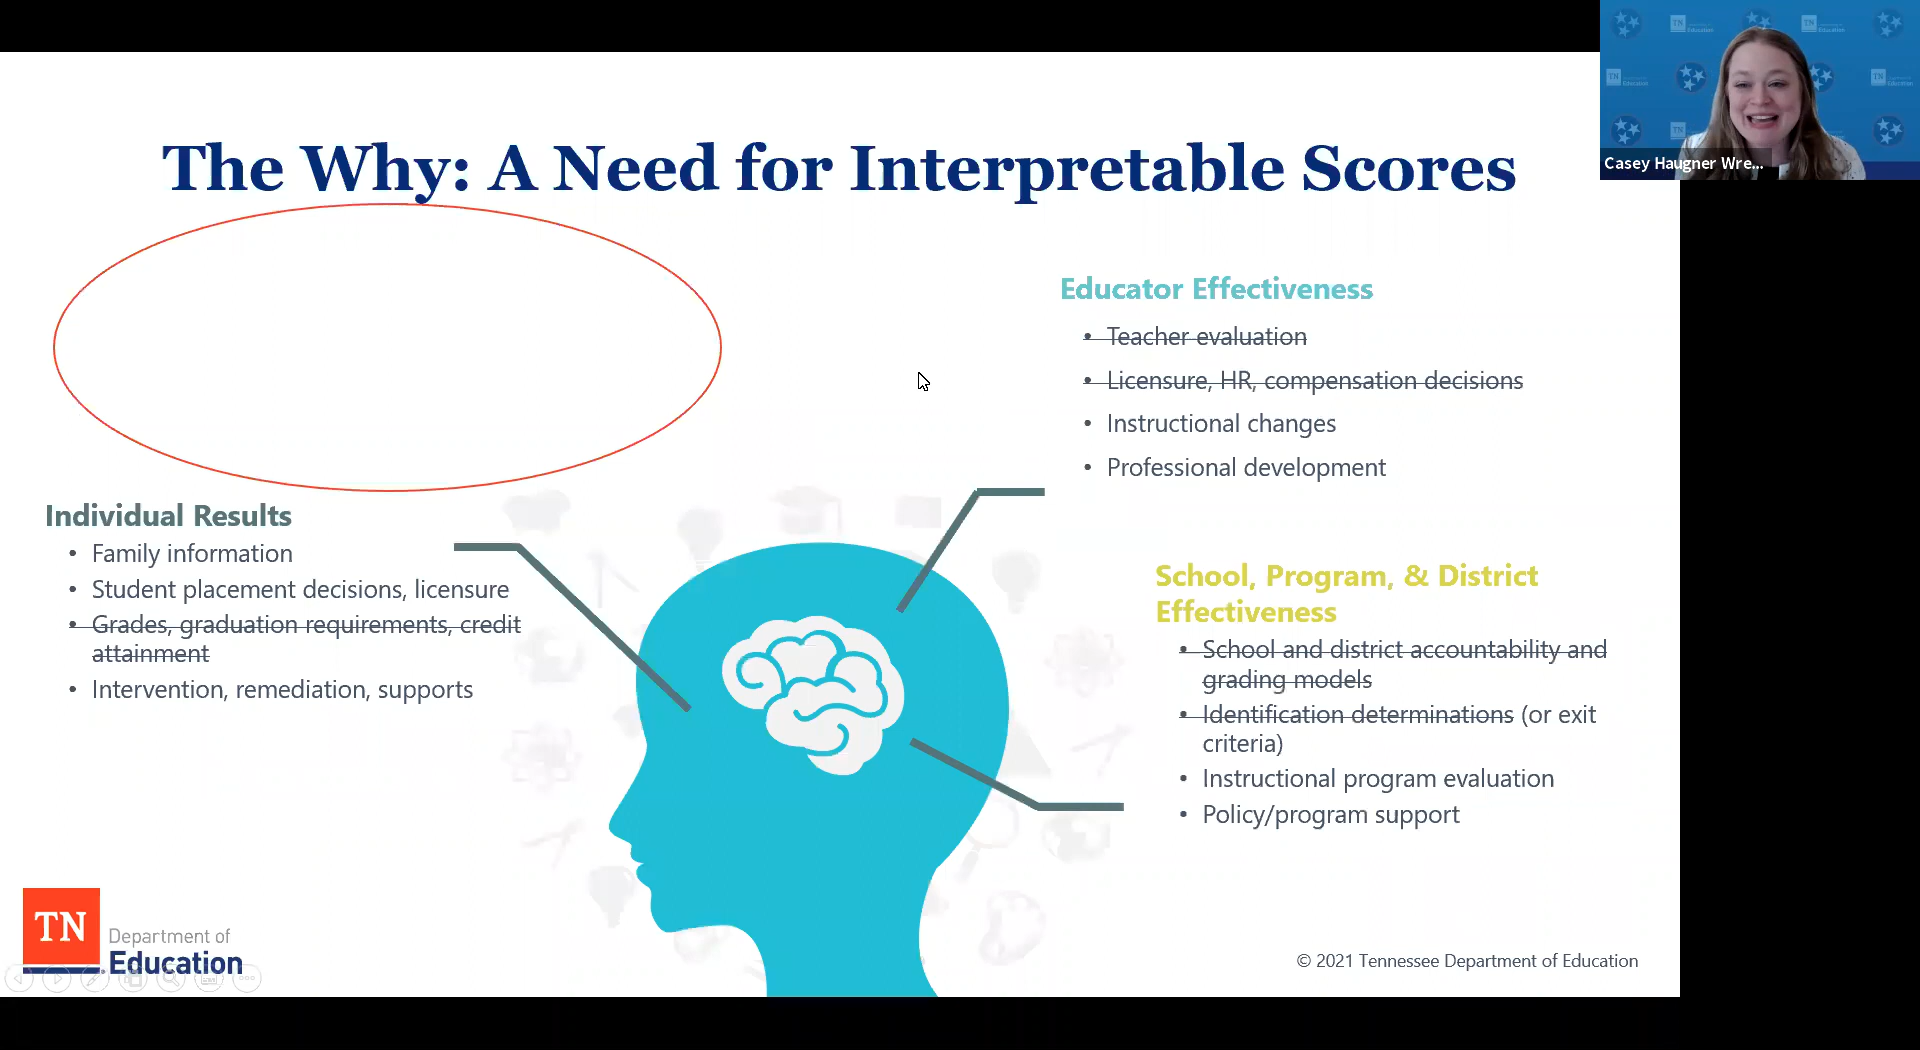 The Why: A Need for Interpretable Scores
Casey Haugner Wre...
Educator Effectiveness
• Teacher evaluation
• Licensure, HR, compensation decisions
• Instructional changes
• Professional development
Individual Results
• Family information
• Student placement decisions, licensure
• Grades, graduation requirements, credit
attainment
• Intervention, remediation, supports
School, Program, & District
Effectiveness
• School and district accountability and
grading models
• Identification determinations (or exit
criteria)
• Instructional program evaluation
• Policy/program support
TN
Department of
Education
© 2021 Tennessee Department of Education